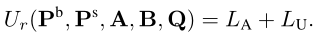 U_r(P^b, P^s, A, B, Q) = L_A + L_U.